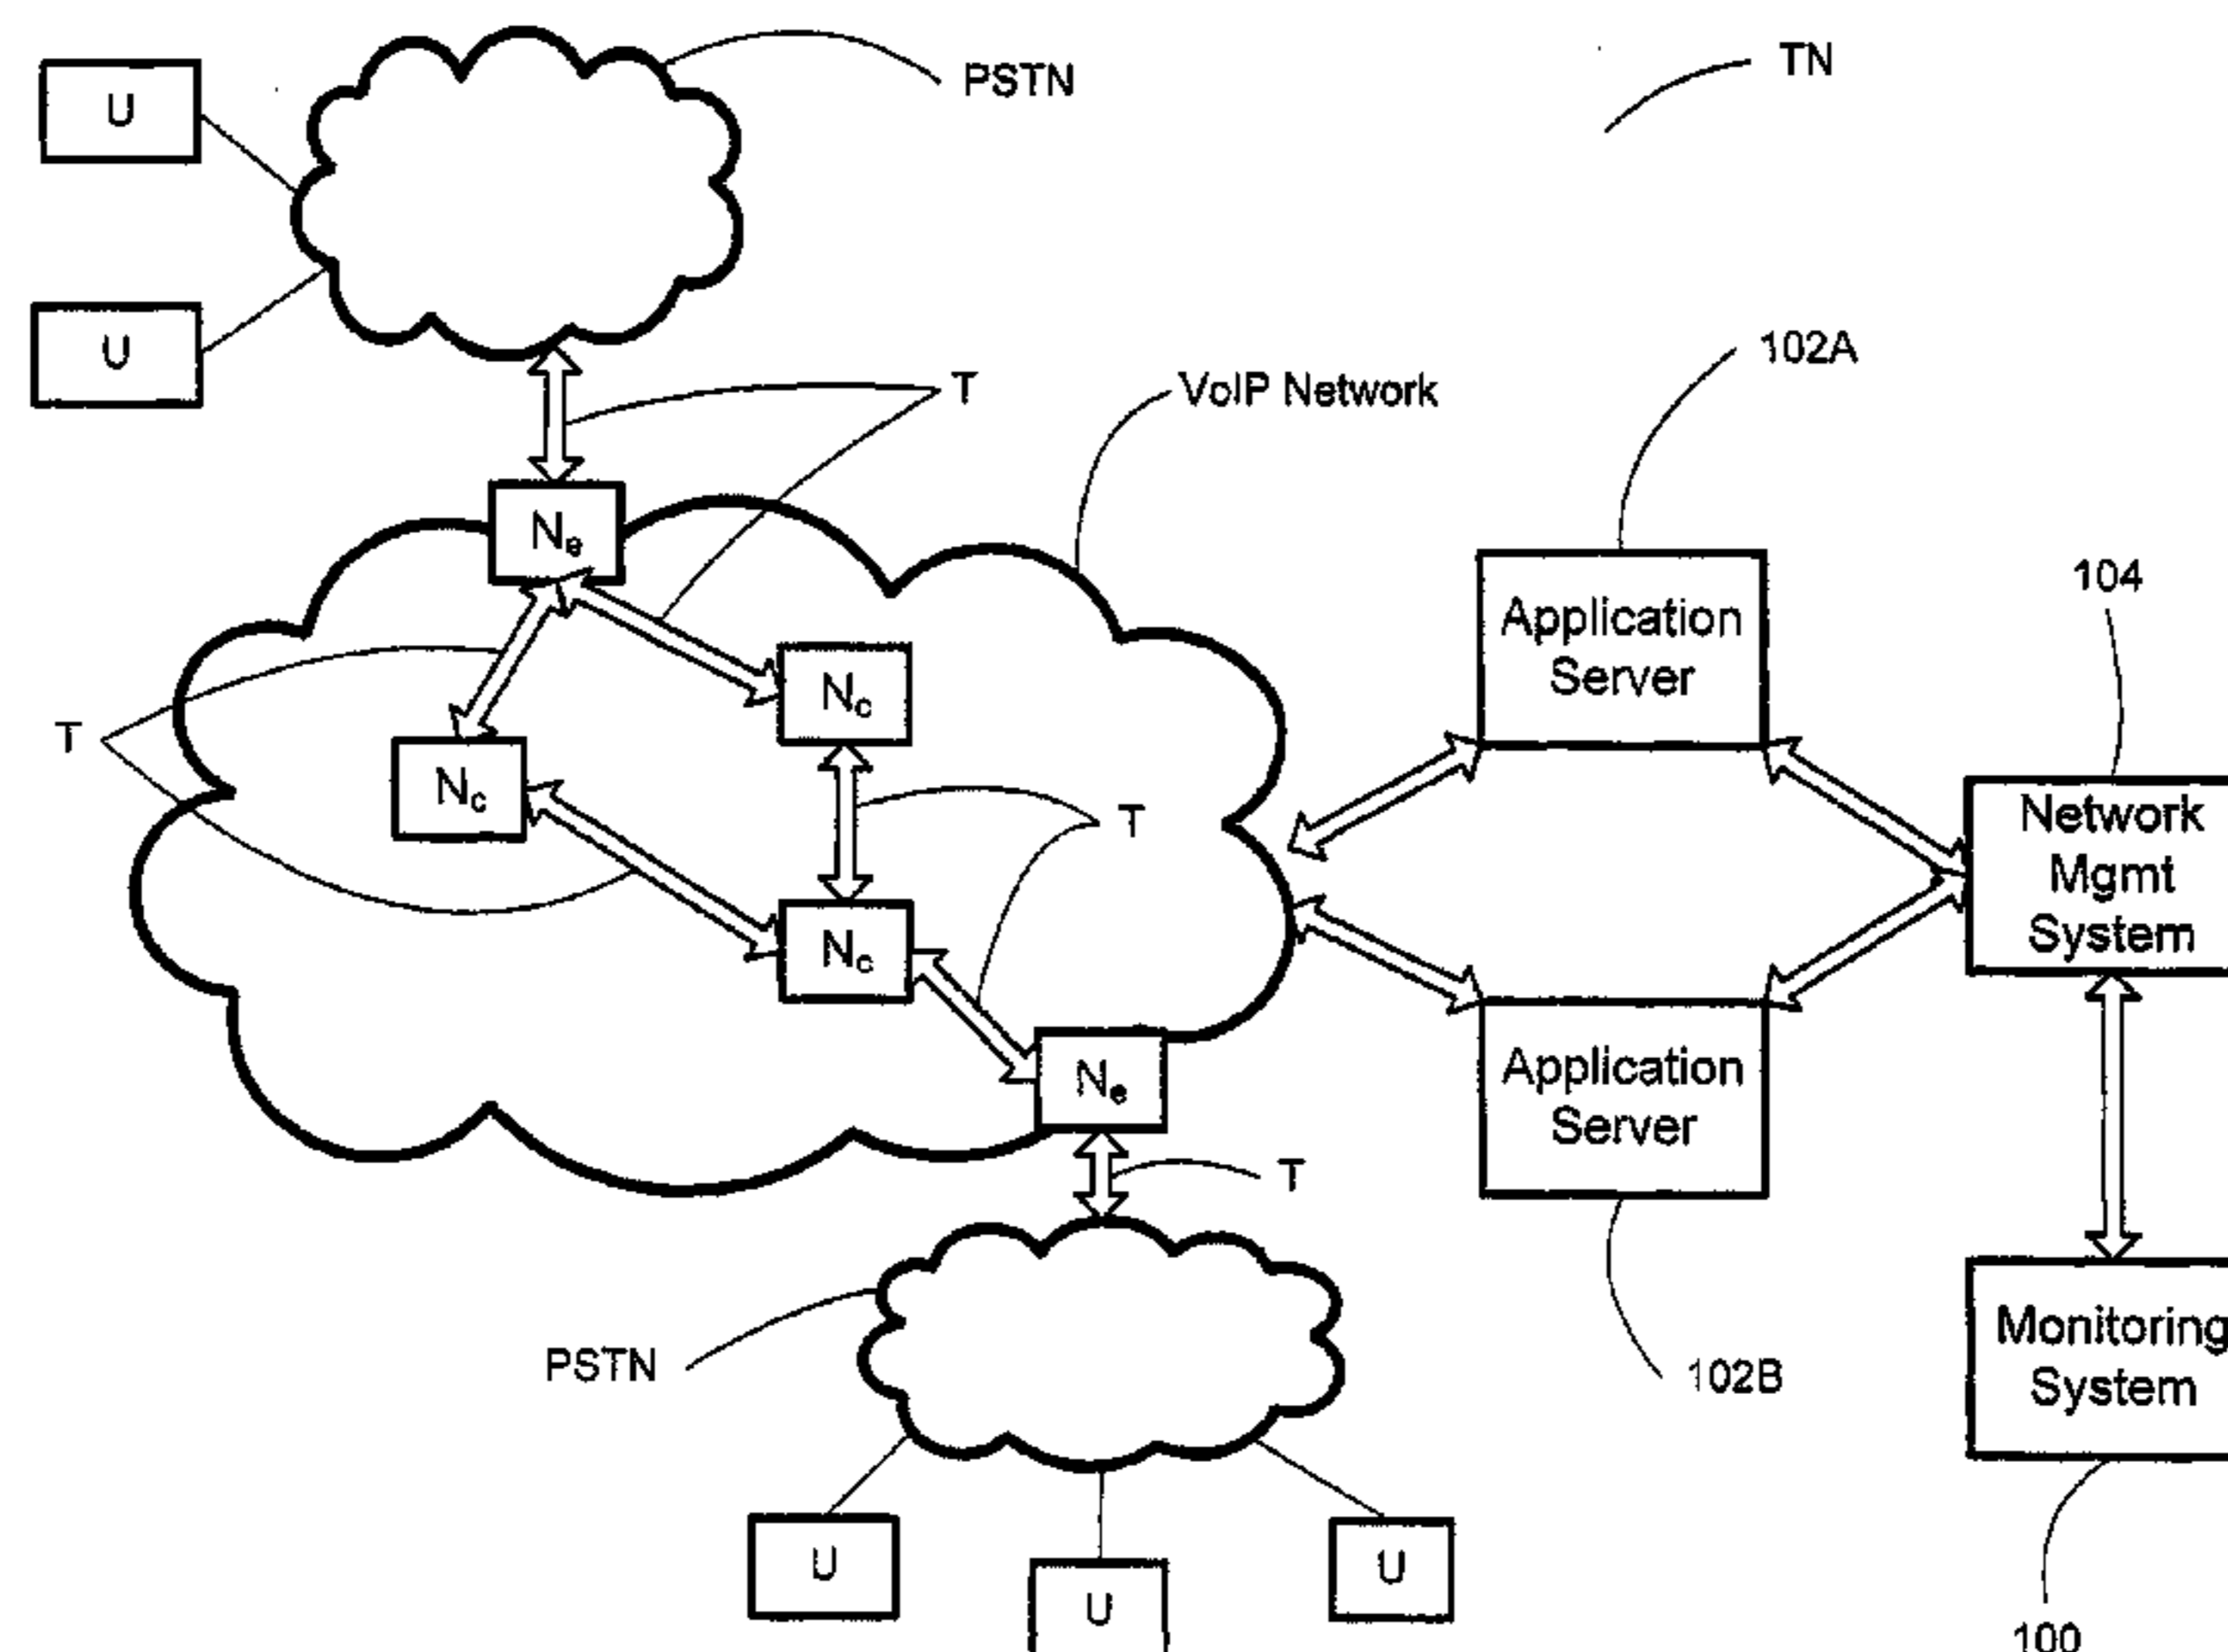 TN
PSTN
U
U
102A
T
VoIP Network
Ne
104
Application
Server
Nc
T
Nc
T
Network
Mgmt
System
Nc
Application
Server
Ne
T
PSTN
102B
Monitoring
System
U
U
U
100